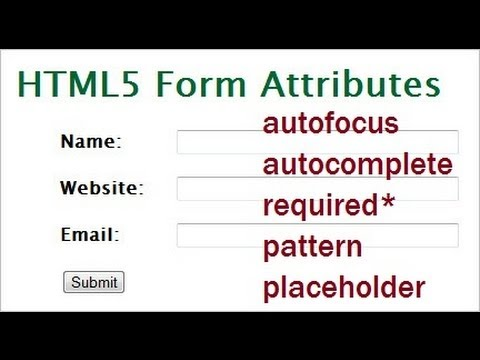 HTML5 Form Attributes
autofocus
Name:
autocomplete
Website:
required*
Email:
pattern
Submit
placeholder